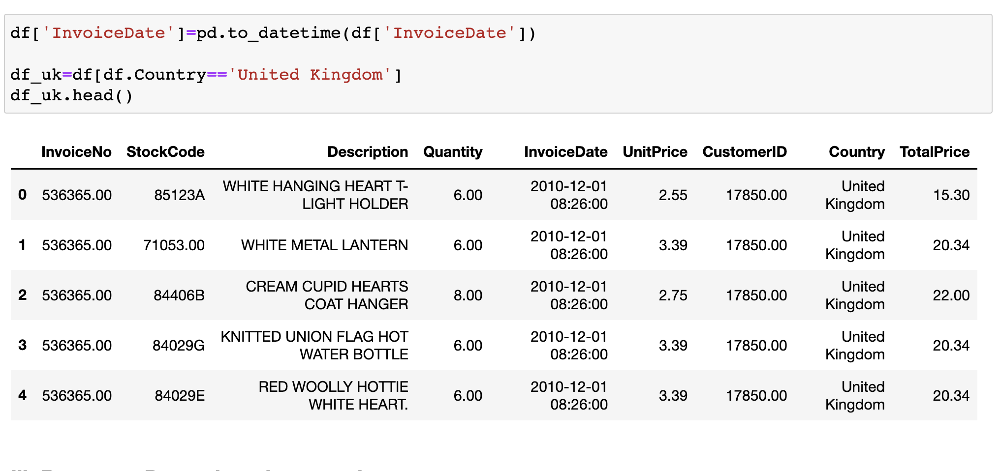 df['InvoiceDate']=pd.to_datetime(df['InvoiceDate'])
df_uk=df[df.Country=='United Kingdom']
df_uk.head()
InvoiceNo StockCode Description Quantity InvoiceDate UnitPrice CustomerID Country TotalPrice
0 536365.00 85123A WHITE HANGING HEART T-LIGHT HOLDER 6.00 2010-12-01 08:26:00 2.55 17850.00 United Kingdom 15.30
1 536365.00 71053.00 WHITE METAL LANTERN 6.00 2010-12-01 08:26:00 3.39 17850.00 United Kingdom 20.34
2 536365.00 84406B CREAM CUPID HEARTS COAT HANGER 8.00 2010-12-01 08:26:00 2.75 17850.00 United Kingdom 22.00
3 536365.00 84029G KNITTED UNION FLAG HOT WATER BOTTLE 6.00 2010-12-01 08:26:00 3.39 17850.00 United Kingdom 20.34
4 536365.00 84029E RED WOOLLY HOTTIE WHITE HEART. 6.00 2010-12-01 08:26:00 3.39 17850.00 United Kingdom 20.34